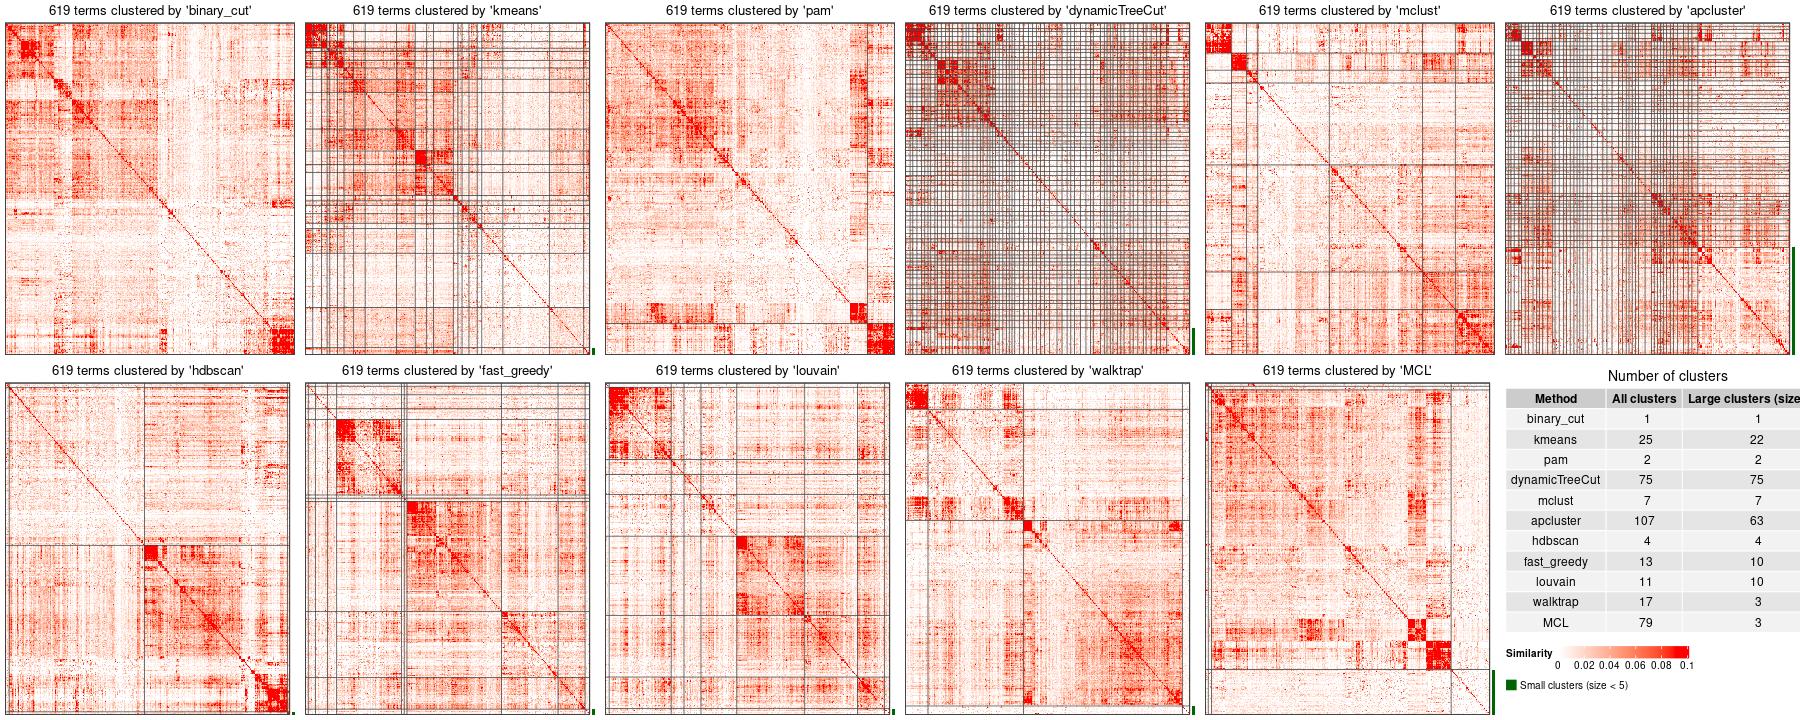 619 terms clustered by 'binary_cut'
619 terms clustered by 'kmeans'
619 terms clustered by 'pam'
619 terms clustered by 'dynamicTreeCut'
619 terms clustered by 'mclust'
619 terms clustered by 'apcluster'
619 terms clustered by 'hdbscan'
619 terms clustered by 'fast_greedy'
619 terms clustered by 'louvain'
619 terms clustered by 'walktrap'
619 terms clustered by 'MCL'
Number of clusters
Method All clusters Large clusters (size
binary_cut 1 1
kmeans 25 22
pam 2 2
dynamicTreeCut 75 75
mclust 7 7
apcluster 107 63
hdbscan 4 4
fast_greedy 13 10
louvain 11 10
walktrap 17 3
MCL 79 3
Similarity
0 0.02 0.04 0.06 0.08 0.1
Small clusters (size < 5)